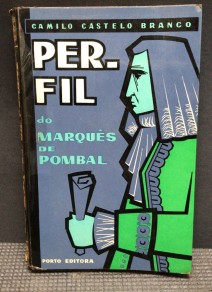 CAMILO CASTELO BRANCO
PER-
FIL
do
MARQUÊS
DE
POMBAL
PORTO EDITORA